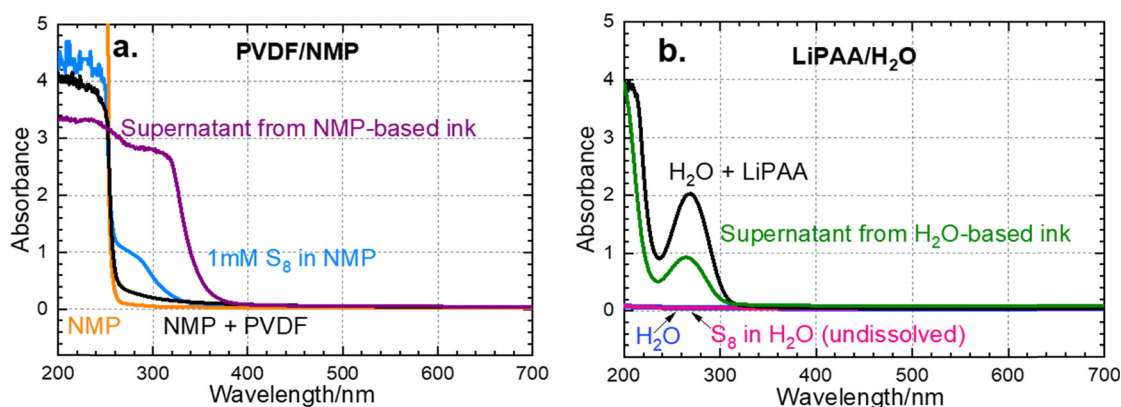 a.
PVDF/NMP
5
4
3
2
1
0
Absorbance
Supernatant from NMP-based ink
1mM S₈ in NMP
NMP
NMP + PVDF
200 300 400 500 600 700
Wavelength/nm
b.
LiPAA/H₂O
5
4
3
2
1
0
Absorbance
H₂O + LiPAA
Supernatant from H₂O-based ink
H₂O
S₈ in H₂O (undissolved)
200 300 400 500 600 700
Wavelength/nm